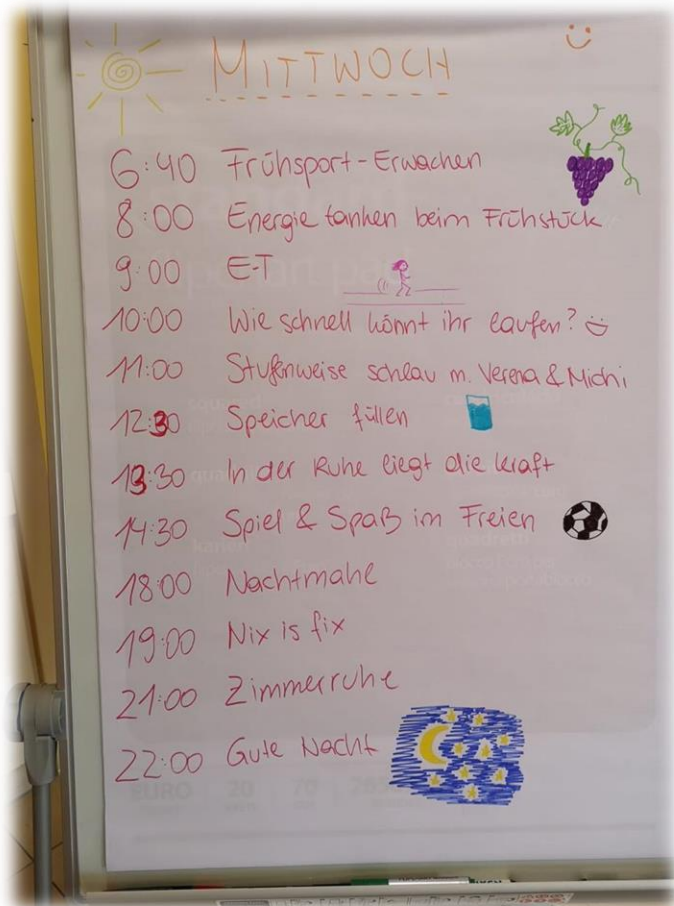 MITTWOCH
6:40 Frühsport-Erwachen
8:00 Energie tanken beim Frühstück
9:00 E-T
10:00 Wie schnell könnt ihr laufen?
11:00 Stufenweise schlau m. Verena & Michi
12:30 Speicher füllen
13:30 In der Ruhe liegt die Kraft
14:30 Spiel & Spaß im Freien
18:00 Nachtmahl
19:00 Nix is fix
21:00 Zimmerruhe
22:00 Gute Nacht
EURO 20 70